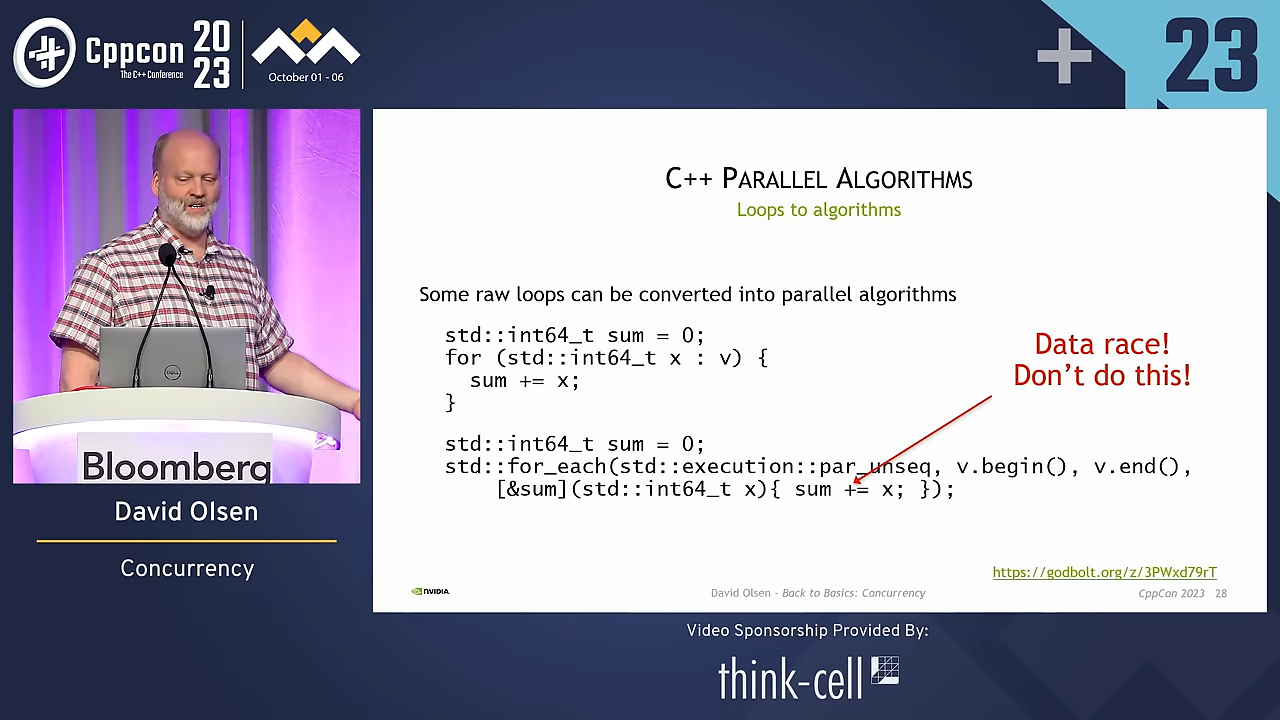 Cppcon
The C++ Conference
20
23
October 01 - 06
23
C++ PARALLEL ALGORITHMS
Loops to algorithms
Some raw loops can be converted into parallel algorithms
std::int64_t sum = 0;
for (std::int64_t x : v) {
sum += x;
}
Data race!
Don't do this!
std::int64_t sum = 0;
std::for_each(std::execution::par_unseq, v.begin(), v.end(),
[&sum](std::int64_t x){ sum += x; });
https://godbolt.org/z/3PWxd79rT
NVIDIA.
David Olsen - Back to Basics: Concurrency
CppCon 2023 28
DELL
Bloomberg
David Olsen
Concurrency
Video Sponsorship Provided By:
think-cell